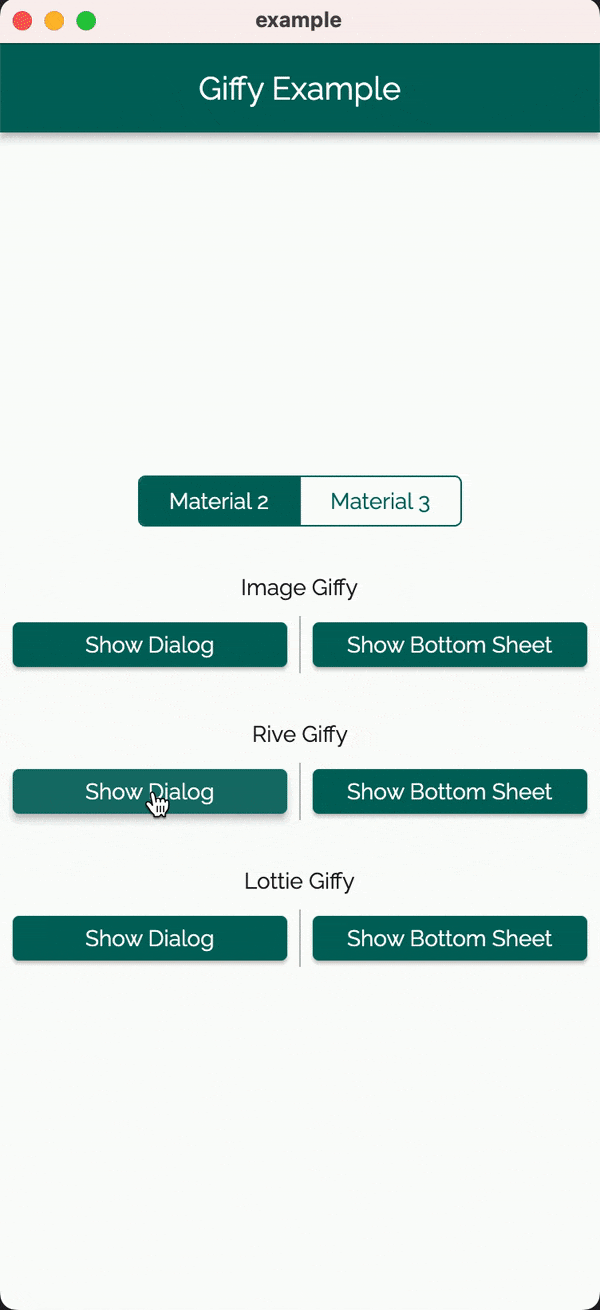 example
Giffy Example
Material 2 Material 3
Image Giffy
Show Dialog Show Bottom Sheet
Rive Giffy
Show Dialog Show Bottom Sheet
Lottie Giffy
Show Dialog Show Bottom Sheet